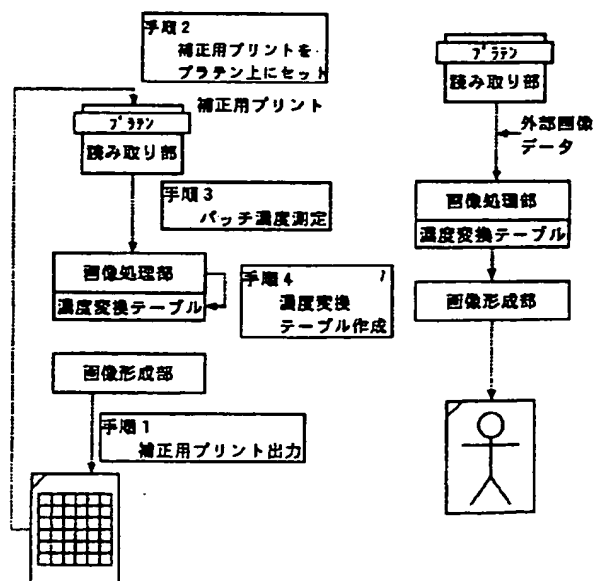 手順2
補正用プリントを
プラテン上にセット
補正用プリント
プラテン
読み取り部
手順3
パッチ濃度測定
画像処理部
濃度変換テーブル
手順4
濃度変換
テーブル作成
画像形成部
手順1
補正用プリント出力
プラテン
読み取り部
外部画像
データ
画像処理部
濃度変換テーブル
画像形成部